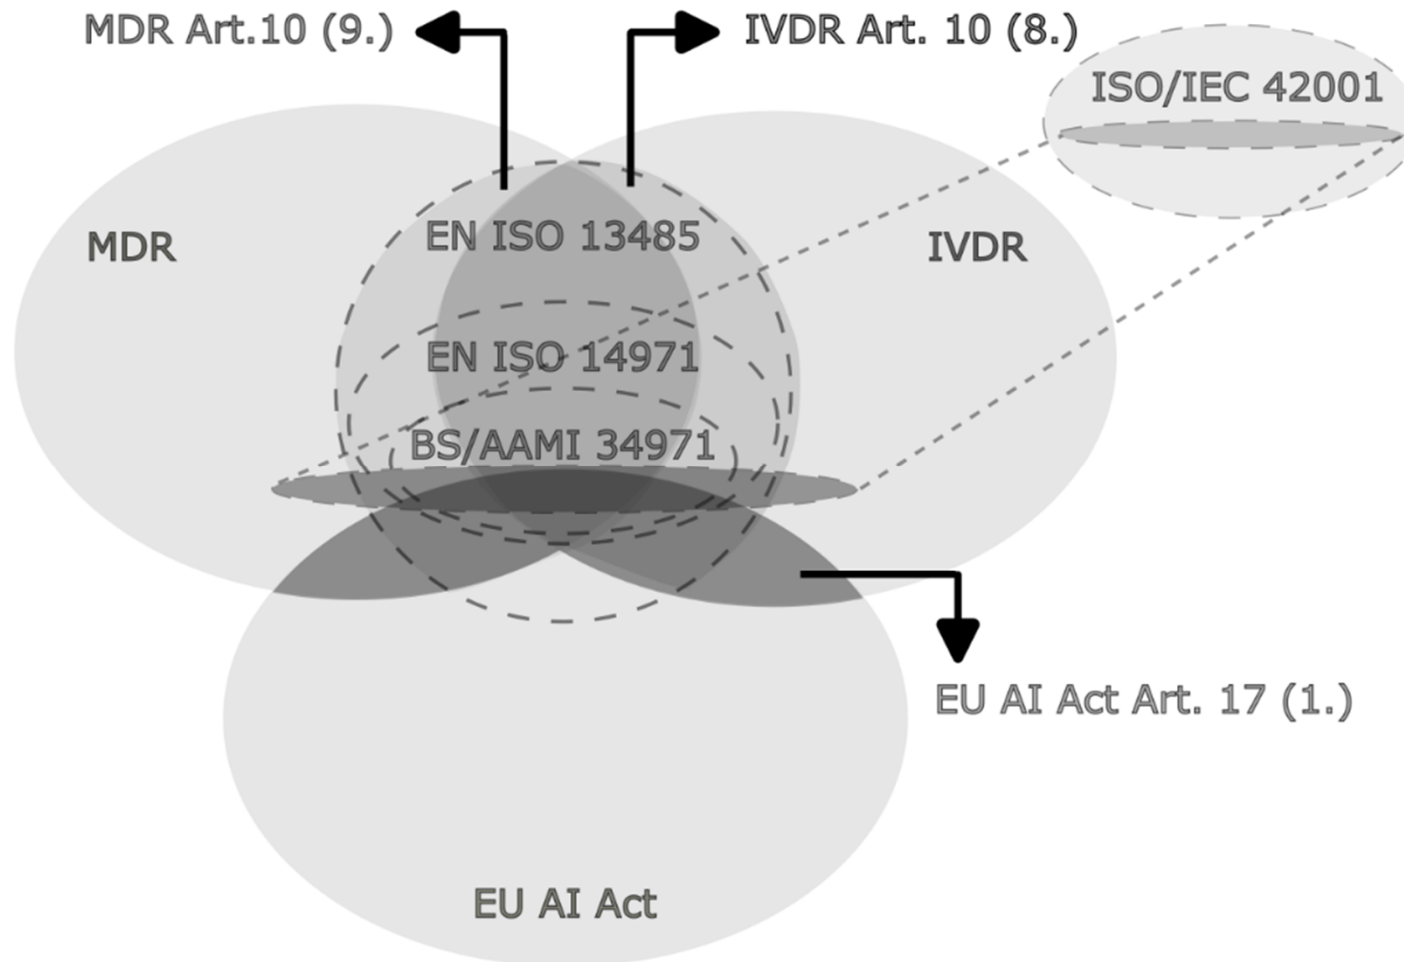 MDR Art.10 (9.)
IVDR Art. 10 (8.)
ISO/IEC 42001
MDR
EN ISO 13485
IVDR
EN ISO 14971
BS/AAMI 34971
EU AI Act Art. 17 (1.)
EU AI Act